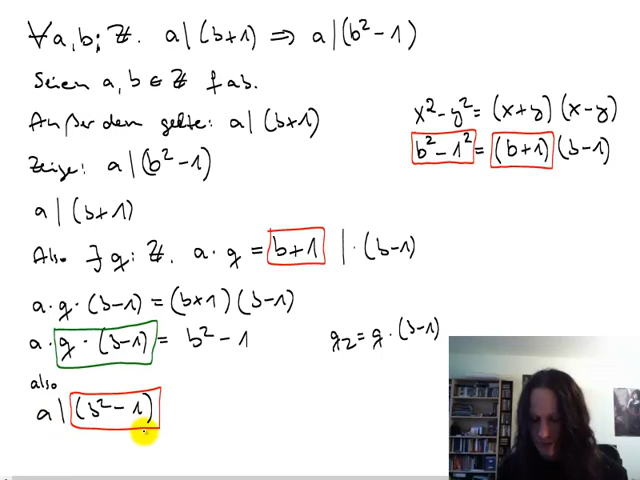 ∀a,b:ℤ. a|(b+1) ⟹ a|(b²-1)
Seien a,b∈ℤ f ab.
Außerdem gelte: a|(b+1)
x²-y²=(x+y)(x-y)
b²-1²=(b+1)(b-1)
Zeige: a|(b²-1)
a|(b+1)
Also ∃q:ℤ. a·q = b+1 |·(b-1)
a·q·(b-1)=(b+1)(b-1)
a·q·(b-1)= b²-1
q₂=q·(b-1)
also
a|(b²-1)